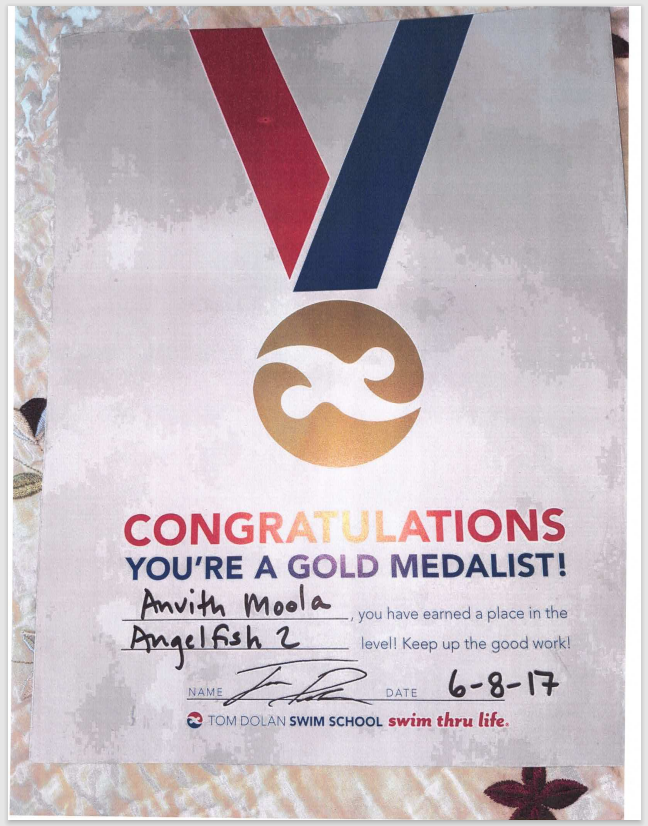 CONGRATULATIONS
YOU'RE A GOLD MEDALIST!
Anvith Moola, you have earned a place in the
Angelfish 2 level! Keep up the good work!
NAME DATE 6-8-17
TOM DOLAN SWIM SCHOOL swim thru life.